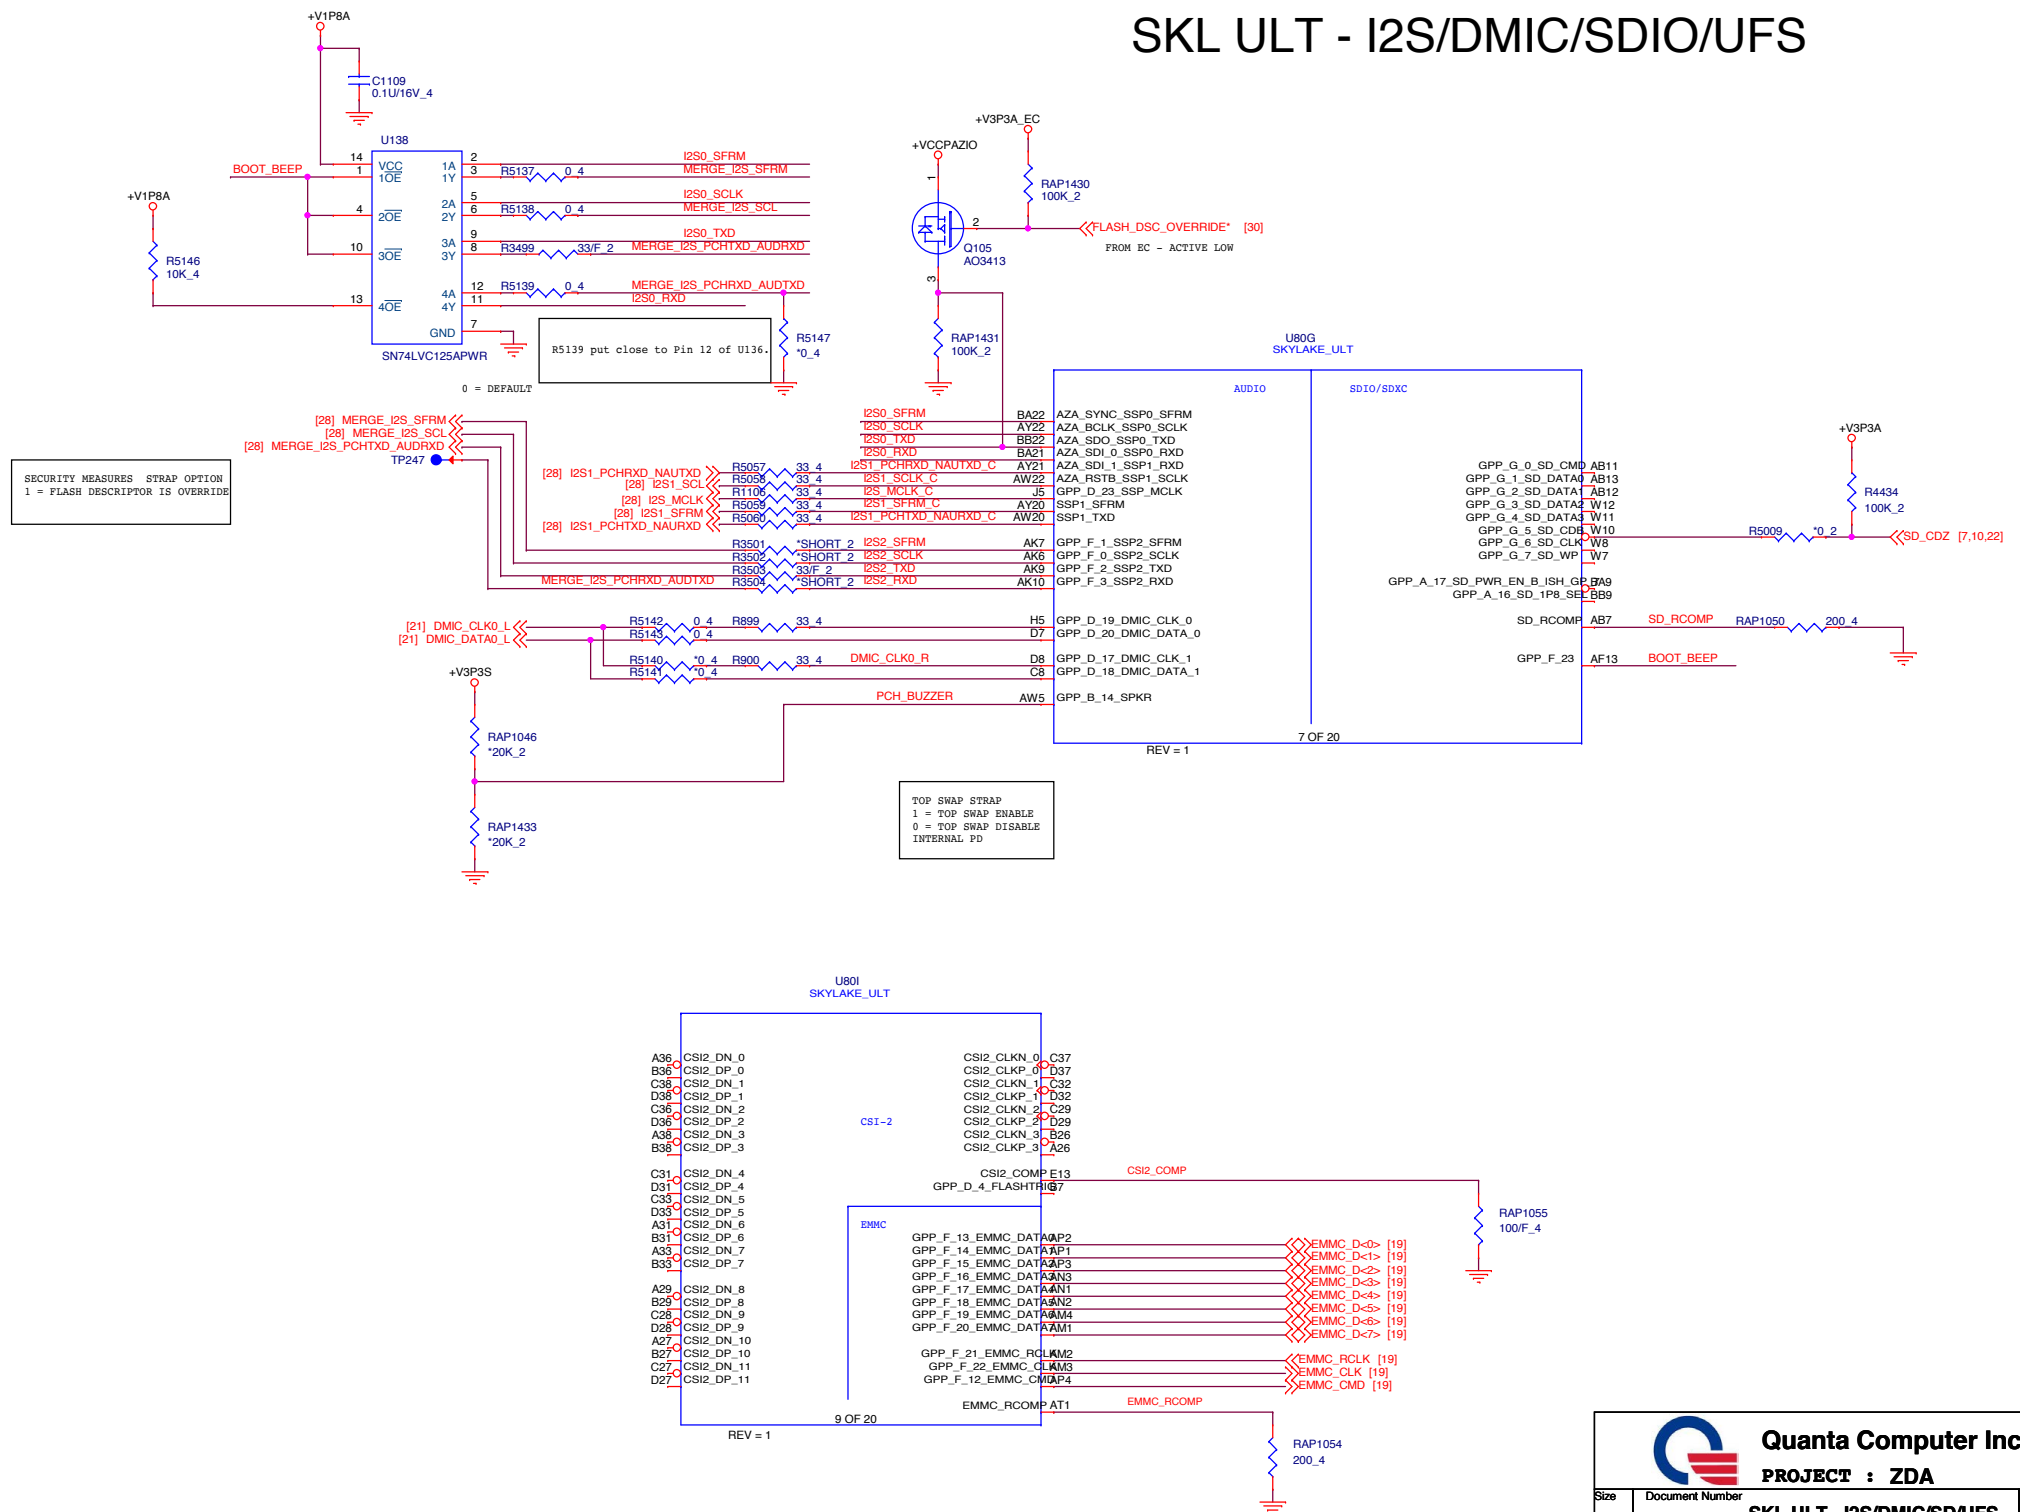 SKL ULT - I2S/DMIC/SDIO/UFS
+V1P8A
C1109
0.1U/16V_4
U138
BOOT_BEEP
14 VCC 1A 2 I2S0_SFRM
1 1OE 1Y 3 R5137 0_4 MERGE_I2S_SFRM
+V1P8A
2A 5 I2S0_SCLK
4 2OE 2Y 6 R5138 0_4 MERGE_I2S_SCL
3A 9 I2S0_TXD
10 3OE 3Y 8 R3499 33/F_2 MERGE_I2S_PCHTXD_AUDRXD
R5146
10K_4
4A 12 R5139 0_4 MERGE_I2S_PCHRXD_AUDTXD
13 4OE 4Y 11 I2S0_RXD
GND 7
SN74LVC125APWR
R5139 put close to Pin 12 of U136.
R5147
*0_4
0 = DEFAULT
+V3P3A_EC
+VCCPAZIO
RAP1430
100K_2
1
2
FLASH_DSC_OVERRIDE* [30]
FROM EC - ACTIVE LOW
Q105
AO3413
3
RAP1431
100K_2
SECURITY MEASURES STRAP OPTION
1 = FLASH DESCRIPTOR IS OVERRIDE
[28] MERGE_I2S_SFRM
[28] MERGE_I2S_SCL
[28] MERGE_I2S_PCHTXD_AUDRXD
TP247
U80G
SKYLAKE_ULT
AUDIO
SDIO/SDXC
I2S0_SFRM BA22 AZA_SYNC_SSP0_SFRM
I2S0_SCLK AY22 AZA_BCLK_SSP0_SCLK
I2S0_TXD BB22 AZA_SDO_SSP0_TXD
I2S0_RXD BA21 AZA_SDI_0_SSP0_RXD
[28] I2S1_PCHRXD_NAUTXD R5057 33_4 I2S1_PCHRXD_NAUTXD_C AY21 AZA_SDI_1_SSP1_RXD
[28] I2S1_SCL R5058 33_4 I2S1_SCLK_C AW22 AZA_RSTB_SSP1_SCLK
[28] I2S_MCLK R1106 33_4 I2S_MCLK_C J5 GPP_D_23_SSP_MCLK
[28] I2S1_SFRM R5059 33_4 I2S1_SFRM_C AY20 SSP1_SFRM
[28] I2S1_PCHTXD_NAURXD R5060 33_4 I2S1_PCHTXD_NAURXD_C AW20 SSP1_TXD
R3501 *SHORT_2 I2S2_SFRM AK7 GPP_F_1_SSP2_SFRM
R3502 *SHORT_2 I2S2_SCLK AK6 GPP_F_0_SSP2_SCLK
R3503 33/F_2 I2S2_TXD AK9 GPP_F_2_SSP2_TXD
MERGE_I2S_PCHRXD_AUDTXD R3504 *SHORT_2 I2S2_RXD AK10 GPP_F_3_SSP2_RXD
[21] DMIC_CLK0_L R5142 0_4 R899 33_4 H5 GPP_D_19_DMIC_CLK_0
[21] DMIC_DATA0_L R5143 0_4 D7 GPP_D_20_DMIC_DATA_0
R5140 *0_4 R900 33_4 DMIC_CLK0_R D8 GPP_D_17_DMIC_CLK_1
R5141 *0_4 C8 GPP_D_18_DMIC_DATA_1
PCH_BUZZER AW5 GPP_B_14_SPKR
GPP_G_0_SD_CMD AB11
GPP_G_1_SD_DATA0 AB13
GPP_G_2_SD_DATA1 AB12
GPP_G_3_SD_DATA2 W12
GPP_G_4_SD_DATA3 W11
GPP_G_5_SD_CDB W10
GPP_G_6_SD_CLK W8
GPP_G_7_SD_WP W7
GPP_A_17_SD_PWR_EN_B_ISH_GP_7 BA9
GPP_A_16_SD_1P8_SEL BB9
SD_RCOMP AB7 SD_RCOMP RAP1050 200_4
GPP_F_23 AF13 BOOT_BEEP
+V3P3A
R4434
100K_2
R5009 *0_2 SD_CDZ [7,10,22]
7 OF 20
REV = 1
+V3P3S
RAP1046
*20K_2
RAP1433
*20K_2
TOP SWAP STRAP
1 = TOP SWAP ENABLE
0 = TOP SWAP DISABLE
INTERNAL PD
U80I
SKYLAKE_ULT
CSI-2
A36 CSI2_DN_0
B36 CSI2_DP_0
C38 CSI2_DN_1
D38 CSI2_DP_1
C36 CSI2_DN_2
D36 CSI2_DP_2
A38 CSI2_DN_3
B38 CSI2_DP_3
C31 CSI2_DN_4
D31 CSI2_DP_4
C33 CSI2_DN_5
D33 CSI2_DP_5
A31 CSI2_DN_6
B31 CSI2_DP_6
A33 CSI2_DN_7
B33 CSI2_DP_7
A29 CSI2_DN_8
B29 CSI2_DP_8
C28 CSI2_DN_9
D28 CSI2_DP_9
A27 CSI2_DN_10
B27 CSI2_DP_10
C27 CSI2_DN_11
D27 CSI2_DP_11
CSI2_CLKN_0 C37
CSI2_CLKP_0 D37
CSI2_CLKN_1 C32
CSI2_CLKP_1 D32
CSI2_CLKN_2 C29
CSI2_CLKP_2 D29
CSI2_CLKN_3 B26
CSI2_CLKP_3 A26
CSI2_COMP E13 CSI2_COMP
GPP_D_4_FLASHTRIG B7
RAP1055
100/F_4
EMMC
GPP_F_13_EMMC_DATA0 AP2 EMMC_D<0> [19]
GPP_F_14_EMMC_DATA1 AP1 EMMC_D<1> [19]
GPP_F_15_EMMC_DATA2 AP3 EMMC_D<2> [19]
GPP_F_16_EMMC_DATA3 AN3 EMMC_D<3> [19]
GPP_F_17_EMMC_DATA4 AN1 EMMC_D<4> [19]
GPP_F_18_EMMC_DATA5 AN2 EMMC_D<5> [19]
GPP_F_19_EMMC_DATA6 AM4 EMMC_D<6> [19]
GPP_F_20_EMMC_DATA7 AM1 EMMC_D<7> [19]
GPP_F_21_EMMC_RCLK AM2 EMMC_RCLK [19]
GPP_F_22_EMMC_CLK AM3 EMMC_CLK [19]
GPP_F_12_EMMC_CMD AP4 EMMC_CMD [19]
EMMC_RCOMP AT1 EMMC_RCOMP
RAP1054
200_4
9 OF 20
REV = 1
Quanta Computer Inc
PROJECT : ZDA
Size Document Number
SKL ULT - I2S/DMIC/SD/UFS